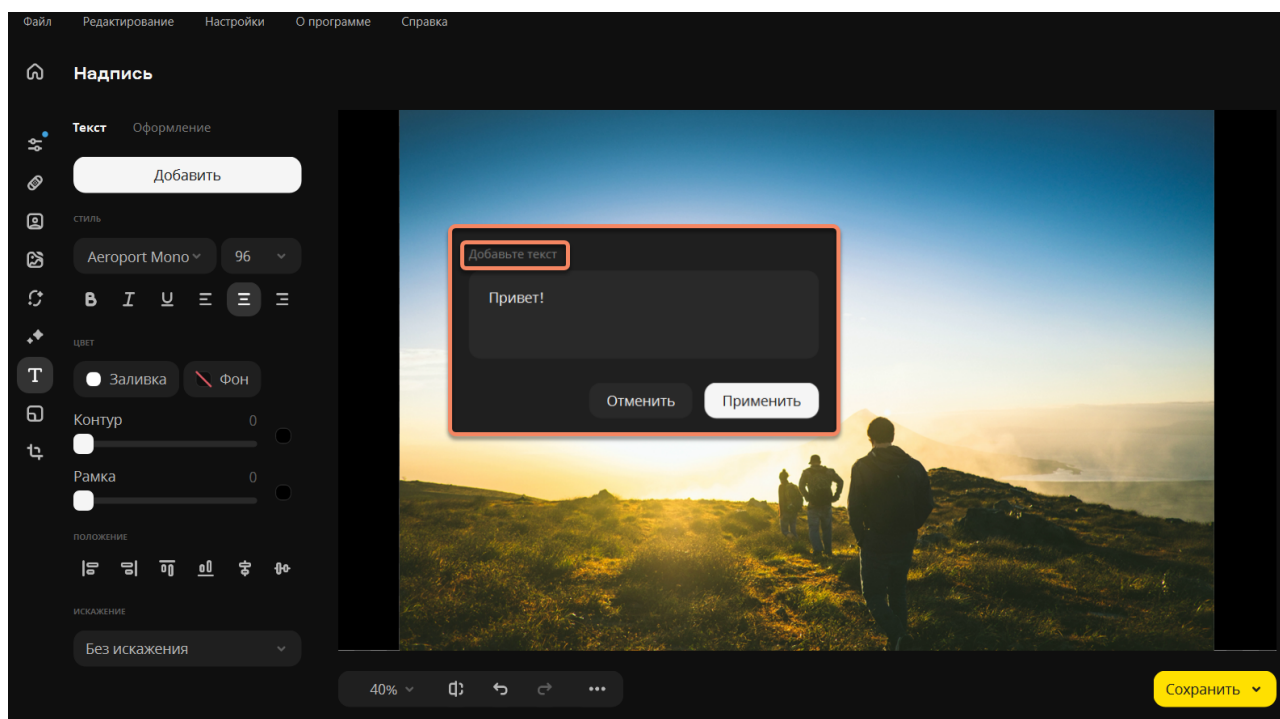 Файл Редактирование Настройки О программе Справка
Надпись
Текст Оформление
Добавить
СТИЛЬ
Aeroport Mono 96
B I U
ЦВЕТ
Заливка Фон
Контур 0
Рамка 0
ПОЛОЖЕНИЕ
ИСКАЖЕНИЕ
Без искажения
Добавьте текст
Привет!
Отменить Применить
40%
Сохранить